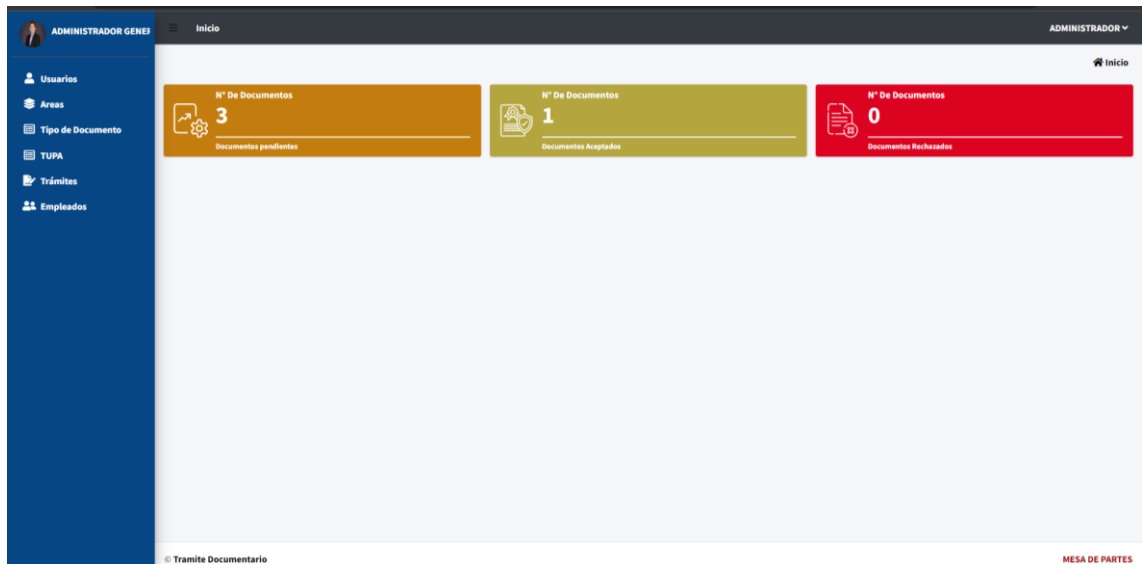 ADMINISTRADOR GENER
Inicio
ADMINISTRADOR
Inicio
Usuarios
Areas
Tipo de Documento
TUPA
Trámites
Empleados
N° De Documentos
3
Documentos pendientes
N° De Documentos
1
Documentos Aceptados
N° De Documentos
0
Documentos Rechazados
© Tramite Documentario
MESA DE PARTES